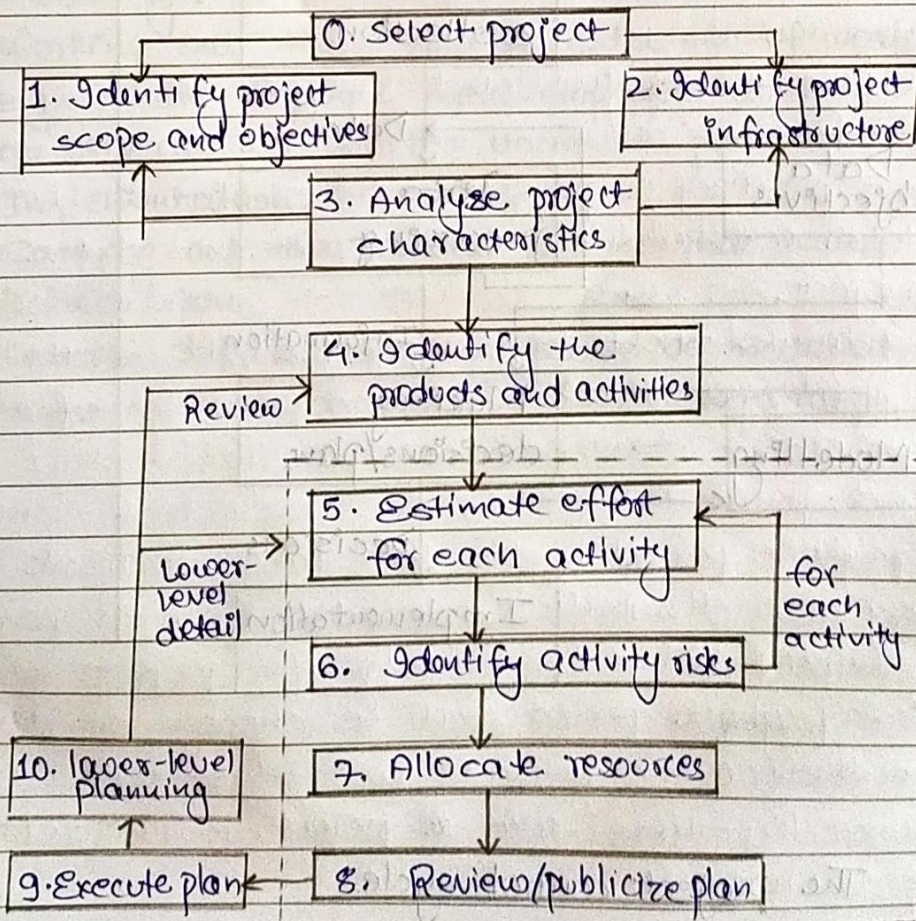 0. Select project
1. Identify project
scope and objectives
2. Identify project
infrastructure
3. Analyse project
characteristics
4. Identify the
products and activities
Review
5. Estimate effort
for each activity
Lower-
level
detail
for
each
activity
6. Identify activity risks
7. Allocate resources
10. lower-level
planning
9. Execute plan
8. Review/publicize plan